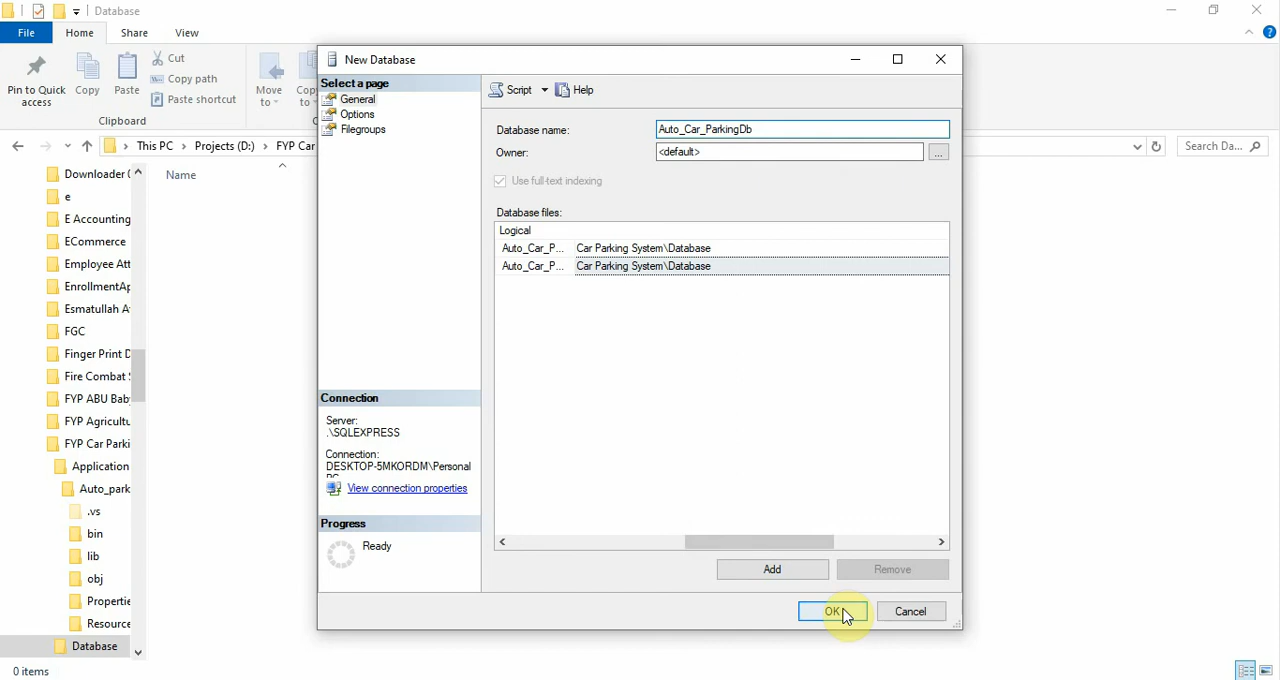 Database
File
Home
Share
View
Pin to Quick
access
Copy
Paste
Cut
Copy path
Paste shortcut
Move
to
Clipboard
This PC > Projects (D:) > FYP Car
Search Da...
Name
Downloader (
e
E Accounting
ECommerce
Employee Att
EnrollmentAp
Esmatullah A
FGC
Finger Print D
Fire Combat
FYP ABU Bab
FYP Agricultu
FYP Car Parki
Application
Auto_park
.vs
bin
lib
obj
Propertie
Resource
Database
0 items
New Database
Select a page
General
Options
Filegroups
Script
Help
Database name:
Auto_Car_ParkingDb
Owner:
<default>
...
Use full-text indexing
Database files:
Logical
Auto_Car_P... Car Parking System\Database
Auto_Car_P... Car Parking System\Database
Connection
Server:
.\SQLEXPRESS
Connection:
DESKTOP-5MKORDM\Personal
View connection properties
Progress
Ready
Add
Remove
OK
Cancel